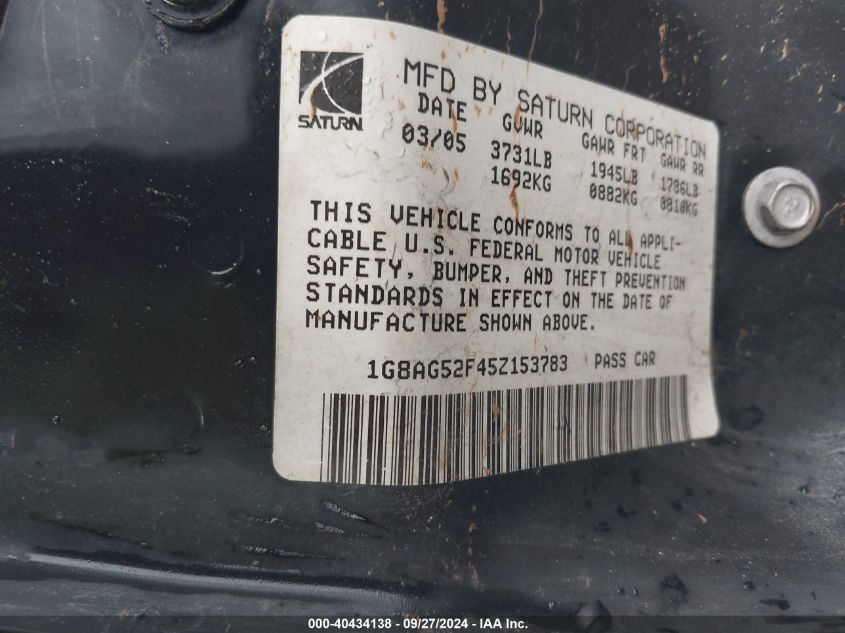 SATURN
MFD BY SATURN CORPORATION
DATE GVWR GAWR FRT GAWR RR
03/05 3731LB 1945LB 1786LB
1692KG 0882KG 0810KG
THIS VEHICLE CONFORMS TO ALL APPLI-
CABLE U.S. FEDERAL MOTOR VEHICLE
SAFETY, BUMPER, AND THEFT PREVENTION
STANDARDS IN EFFECT ON THE DATE OF
MANUFACTURE SHOWN ABOVE.
1G8AG52F45Z153783 PASS CAR
000-40434138 - 09/27/2024 - IAA Inc.